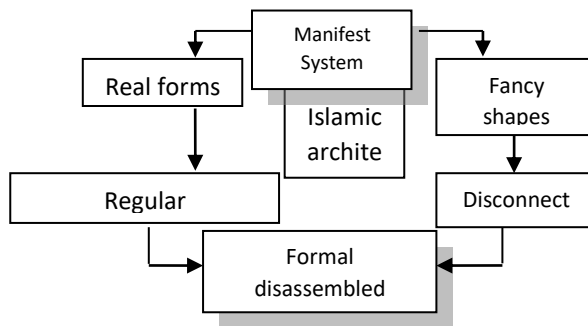 Manifest
System
Real forms
Fancy
shapes
Islamic
archite
Regular
Disconnect
Formal
disassembled